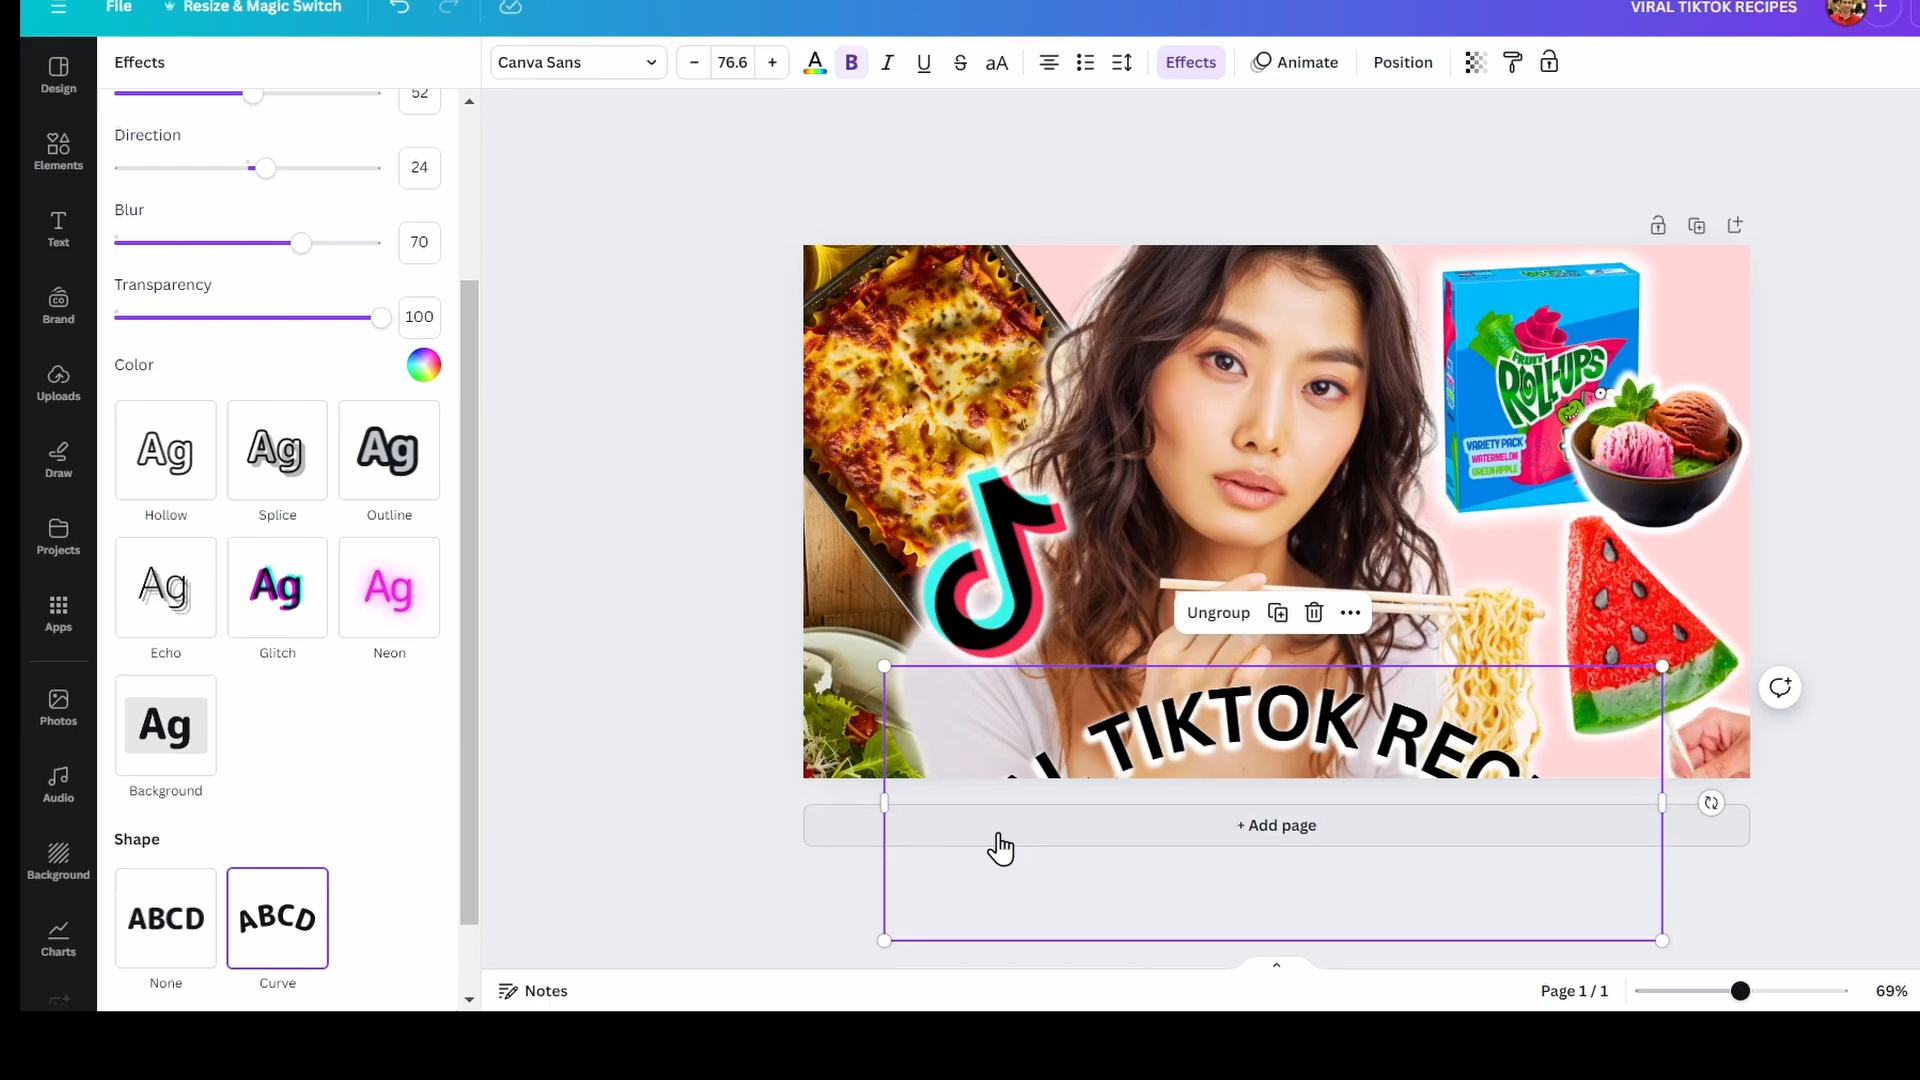 File
Resize & Magic Switch
VIRAL TIKTOK RECIPES
Design
Elements
Text
Brand
Uploads
Draw
Projects
Apps
Photos
Audio
Background
Charts
Effects
52
Direction
24
Blur
70
Transparency
100
Color
Ag
Hollow
Ag
Splice
Ag
Outline
Ag
Echo
Ag
Glitch
Ag
Neon
Ag
Background
Shape
ABCD
None
ABCD
Curve
Canva Sans
76.6
A
B
I
U
S
aA
Effects
Animate
Position
FRUIT
ROLL-UPS
VARIETY PACK
WATERMELON
GREEN APPLE
Ungroup
TIKTOK
+ Add page
Notes
Page 1 / 1
69%